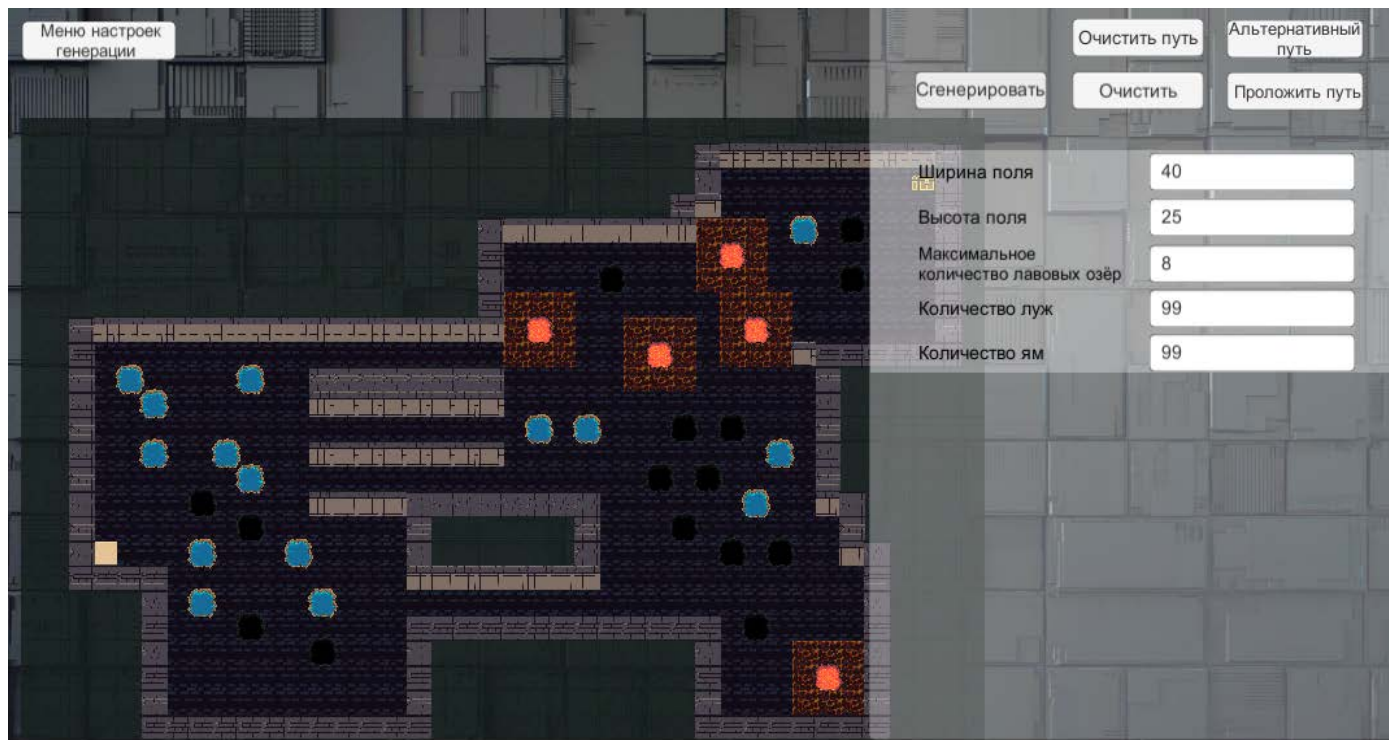 Меню настроек
генерации
Очистить путь
Альтернативный
путь
Сгенерировать
Очистить
Проложить путь
Ширина поля
40
Высота поля
25
Максимальное
количество лавовых озёр
8
Количество луж
99
Количество ям
99